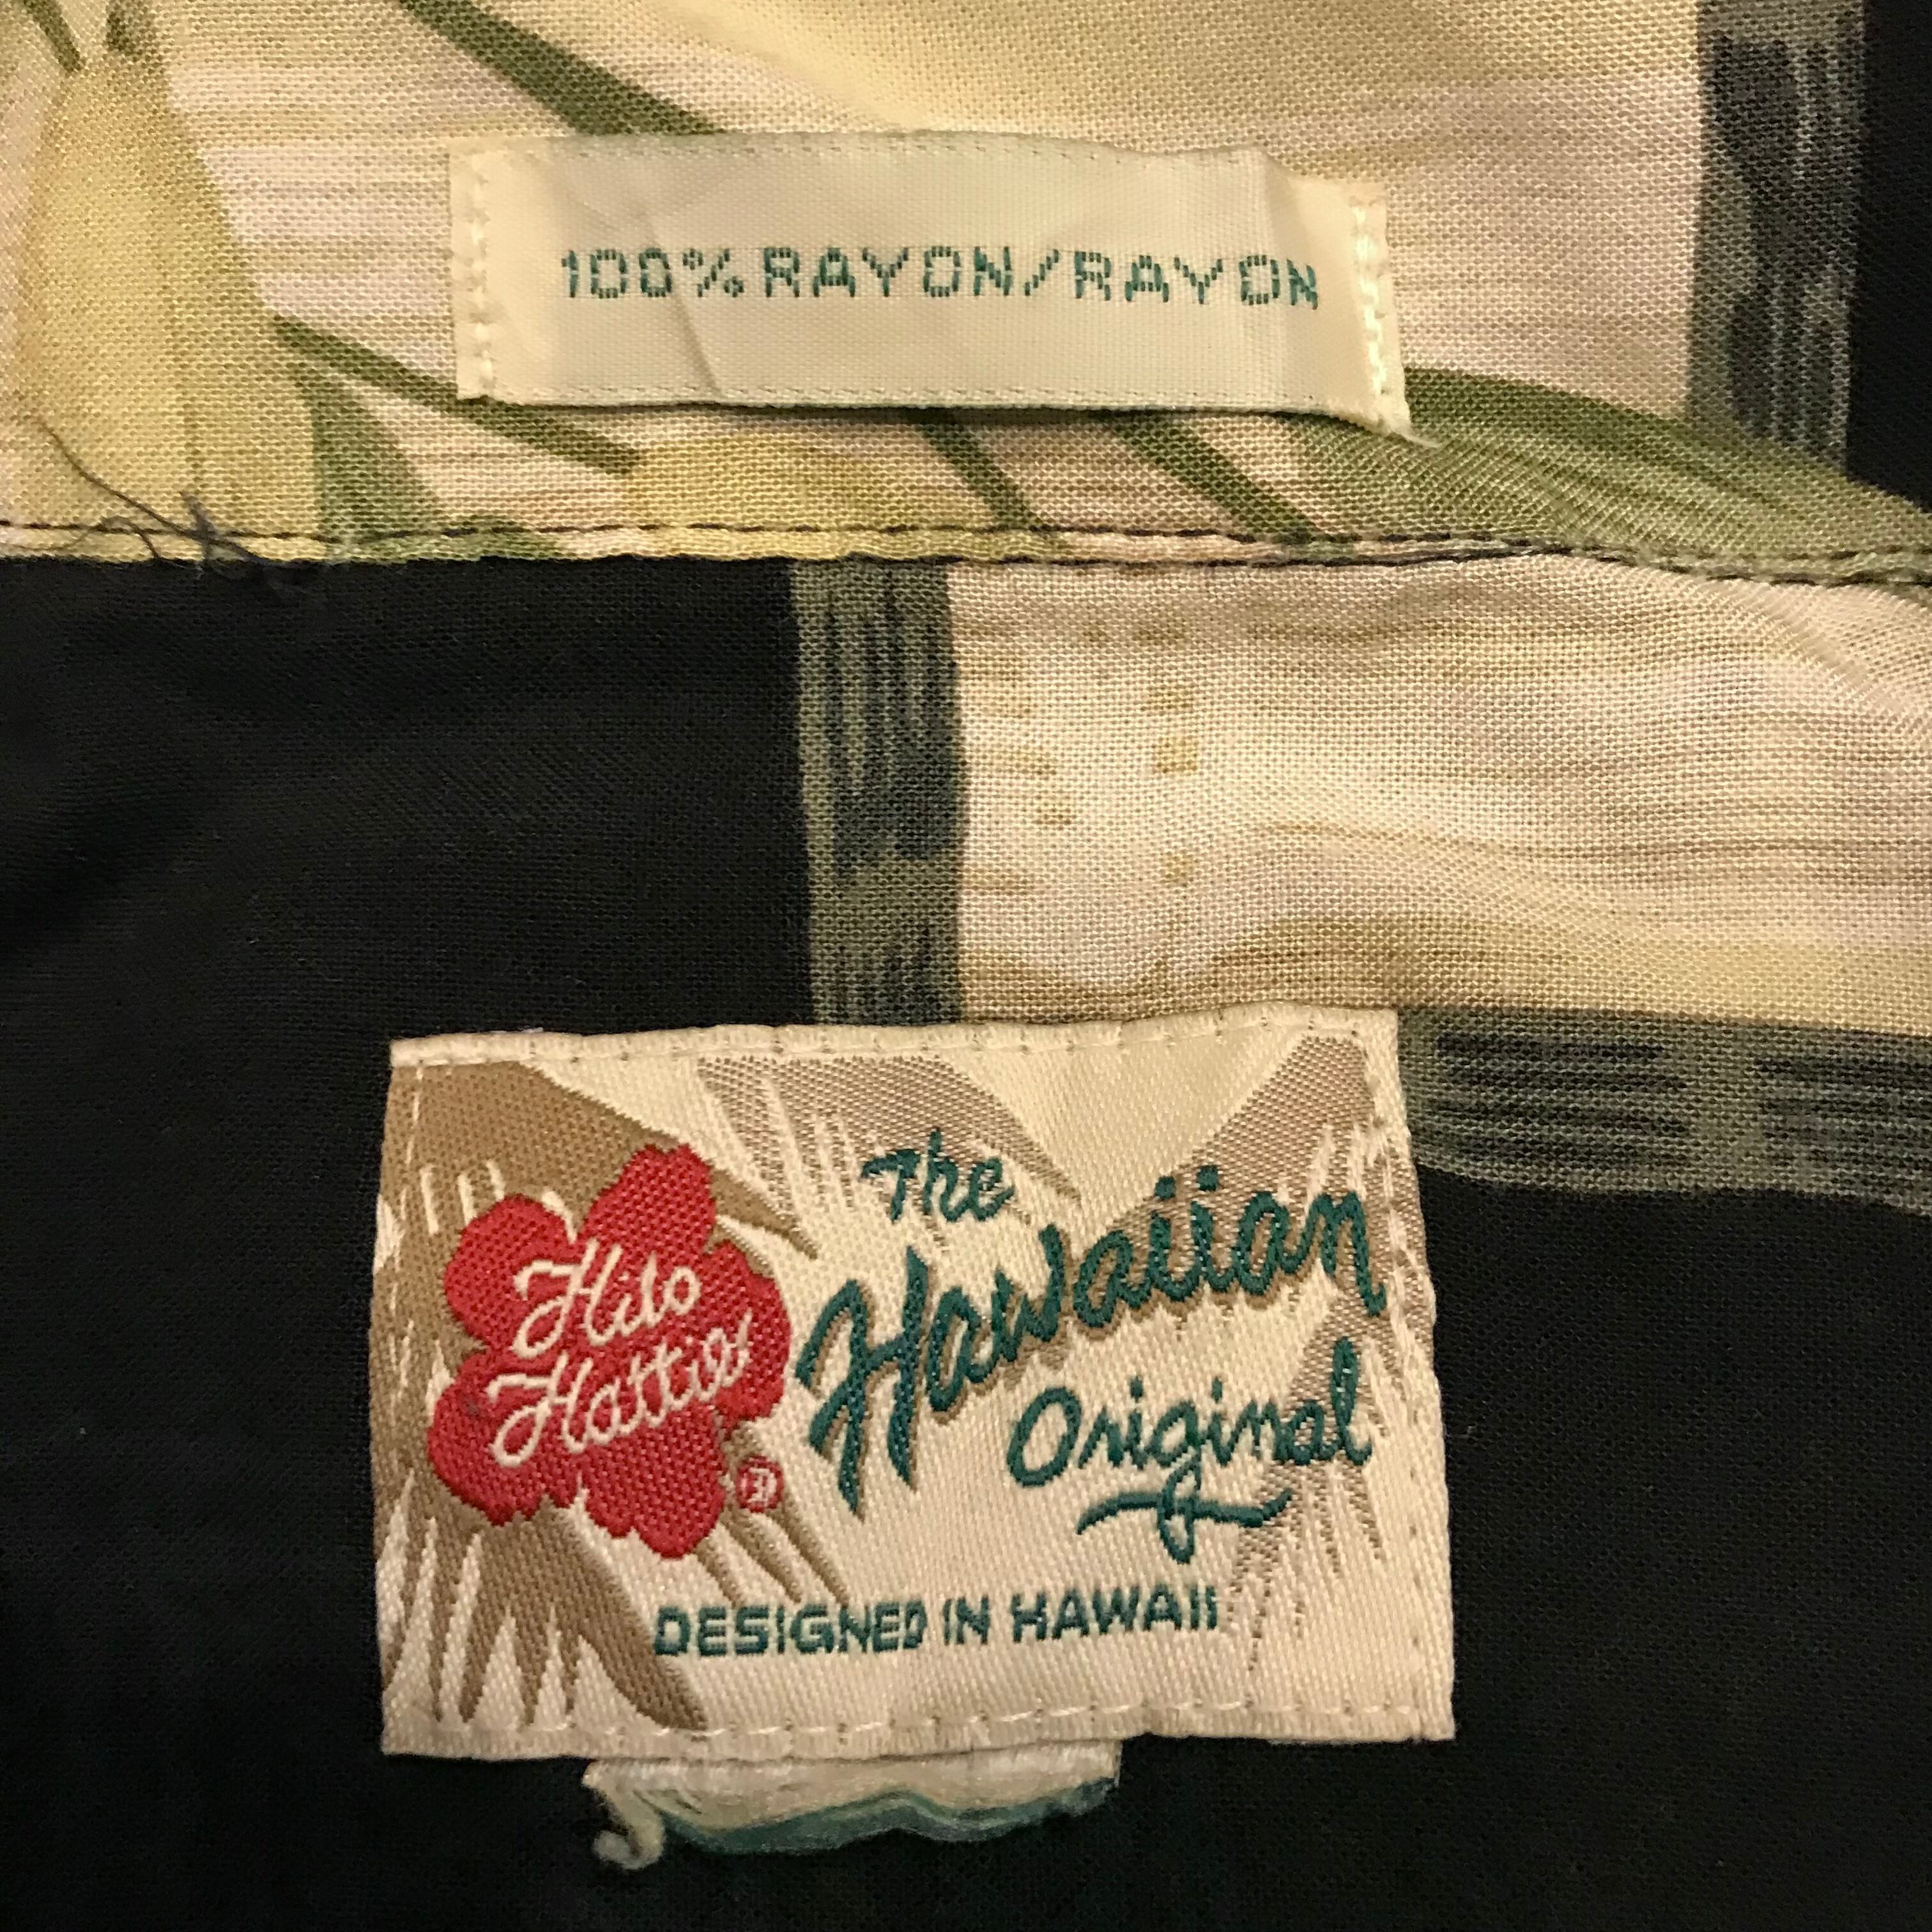 100% RAYON/RAYON
Hilo
Hattie
®
The
Hawaiian
Original
DESIGNED IN HAWAII